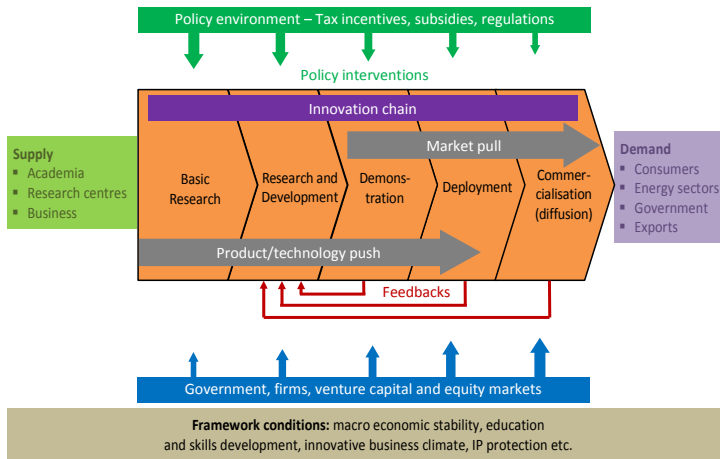 Policy environment – Tax incentives, subsidies, regulations
Policy interventions
Innovation chain
Market pull
Supply
▪ Academia
▪ Research centres
▪ Business
Basic
Research
Research and
Development
Demons-
tration
Deployment
Commer-
cialisation
(diffusion)
Demand
▪ Consumers
▪ Energy sectors
▪ Government
▪ Exports
Product/technology push
Feedbacks
Government, firms, venture capital and equity markets
Framework conditions: macro economic stability, education
and skills development, innovative business climate, IP protection etc.